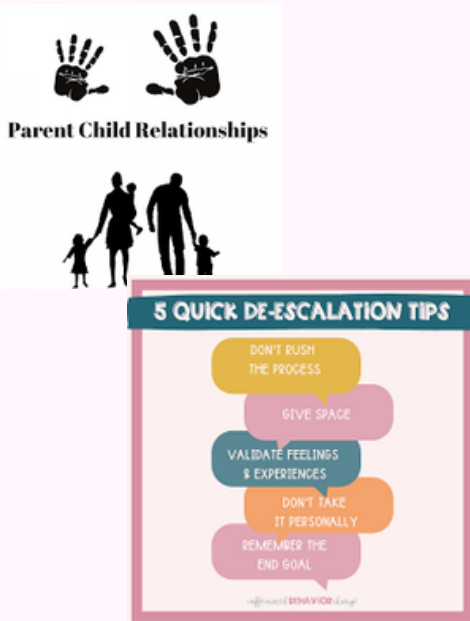 Parent Child Relationships
5 QUICK DE-ESCALATION TIPS
DON'T RUSH
THE PROCESS
GIVE SPACE
VALIDATE FEELINGS
& EXPERIENCES
DON'T TAKE
IT PERSONALLY
REMEMBER THE
END GOAL
BEHAVIOR